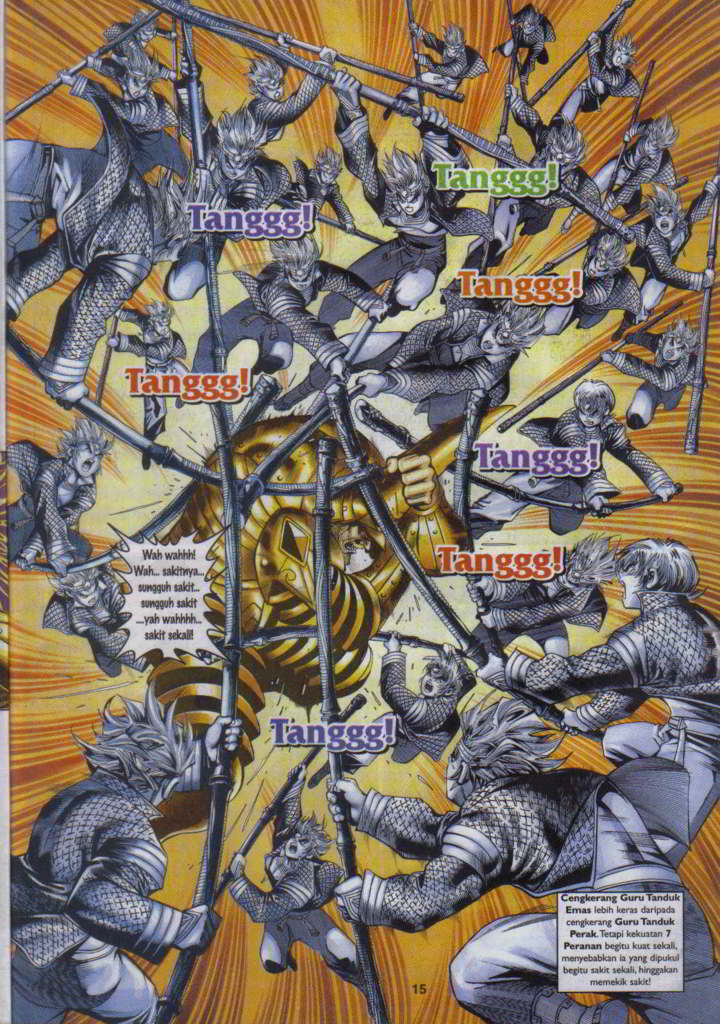 Tanggg!
Tanggg!
Tanggg!
Tanggg!
Tanggg!
Tanggg!
Wah wahhh!
Wah... sakitnya...
sungguh sakit..
sungguh sakit
...yah wahhhh...
sakit sekali!
Tanggg!
Cengkerang Guru Tanduk
Emas lebih keras daripada
cengkerang Guru Tanduk
Perak. Tetapi kekuatan 7
Peranan begitu kuat sekali,
menyebabkan ia yang dipukul
begitu sakit sekali, hinggakan
memekik sakit!
15